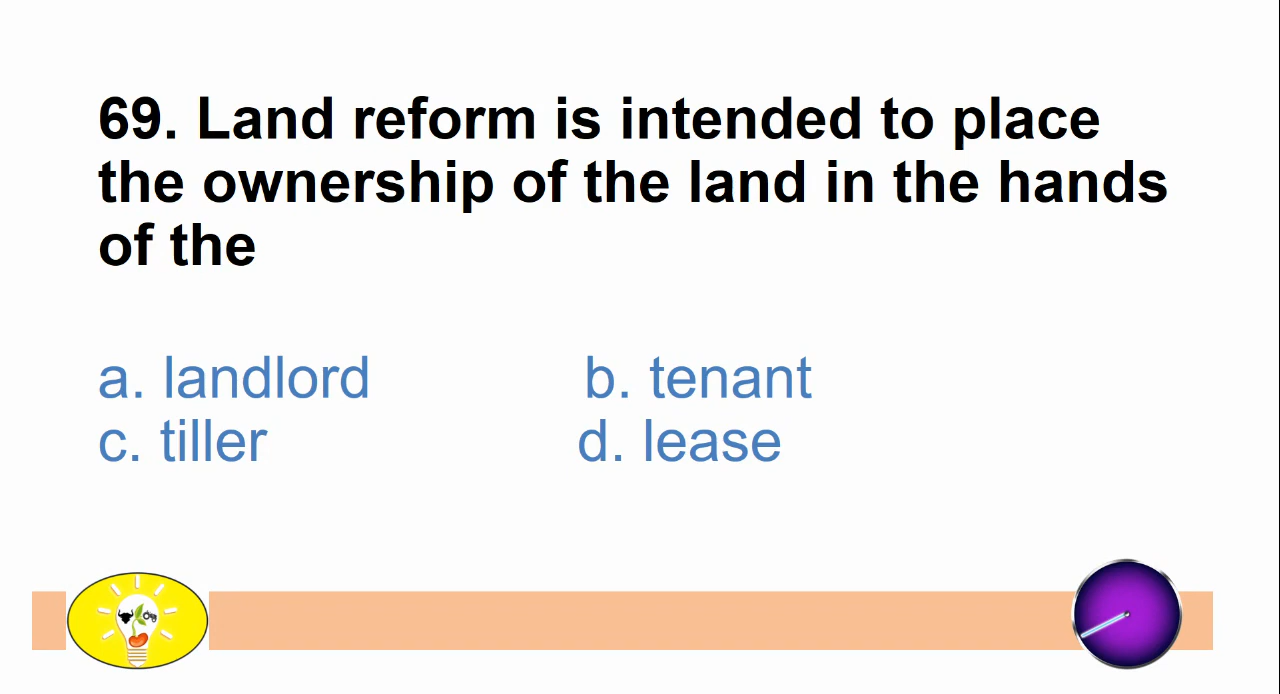 69. Land reform is intended to place
the ownership of the land in the hands
of the
a. landlord b. tenant
c. tiller d. lease